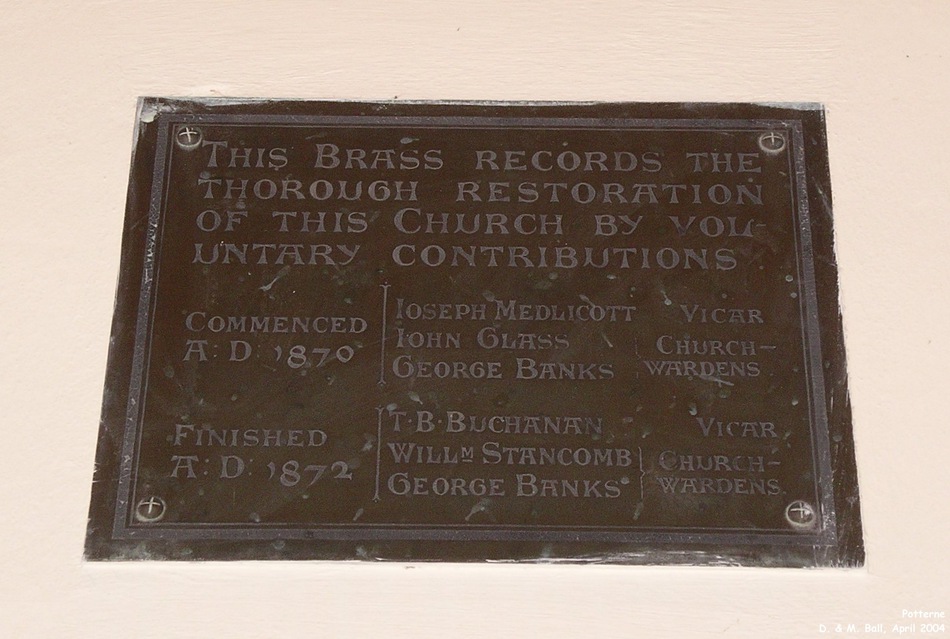 This Brass records the
thorough restoration
of this Church by vol-
untary contributions
Commenced
A: D: 1870
Ioseph Medlicott Vicar
Iohn Glass
George Banks
Church-
wardens
Finished
A: D: 1872
T·B·Buchanan Vicar
Willm Stancomb
George Banks
Church-
wardens
Potterne
D. & M. Ball, April 2004